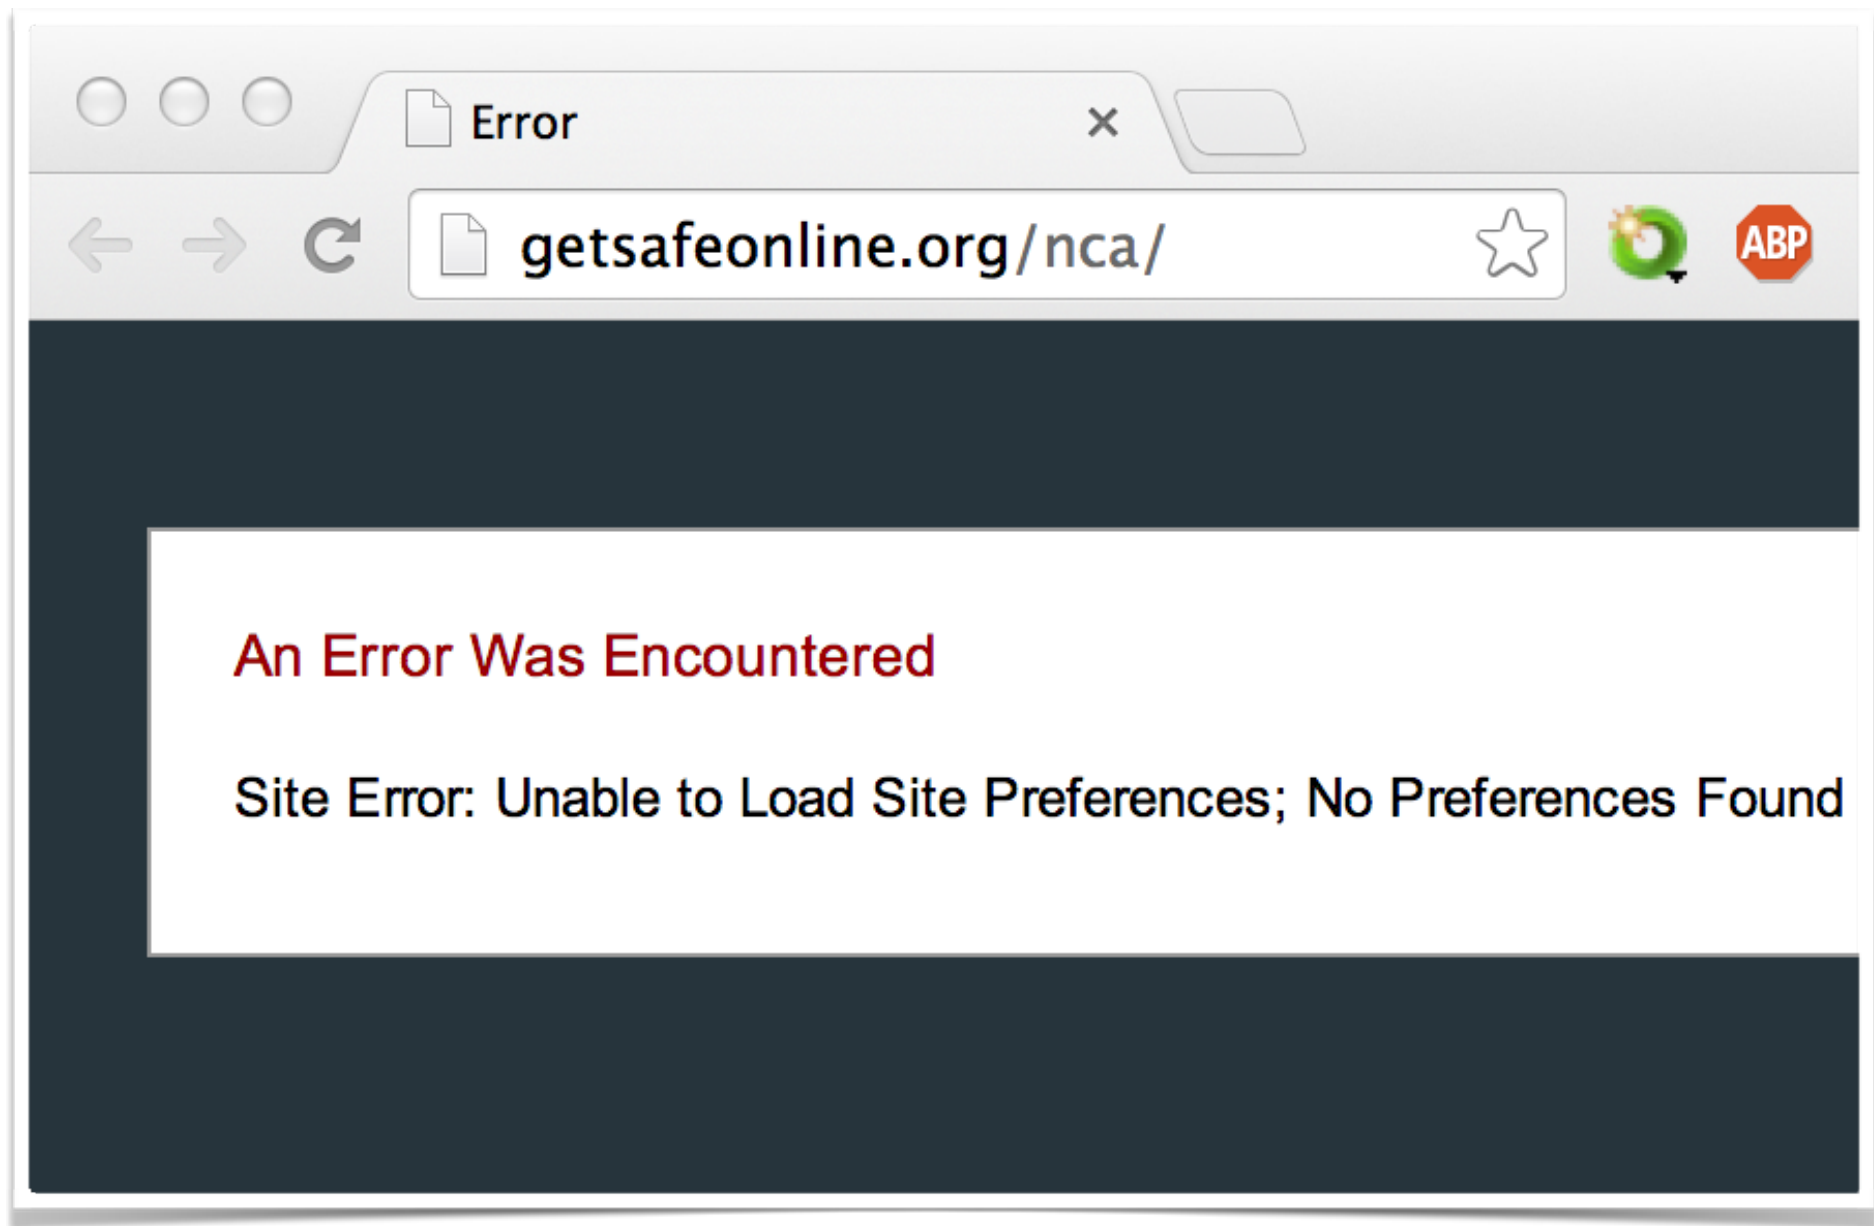 Error
getsafeonline.org/nca/
ABP
An Error Was Encountered
Site Error: Unable to Load Site Preferences; No Preferences Found